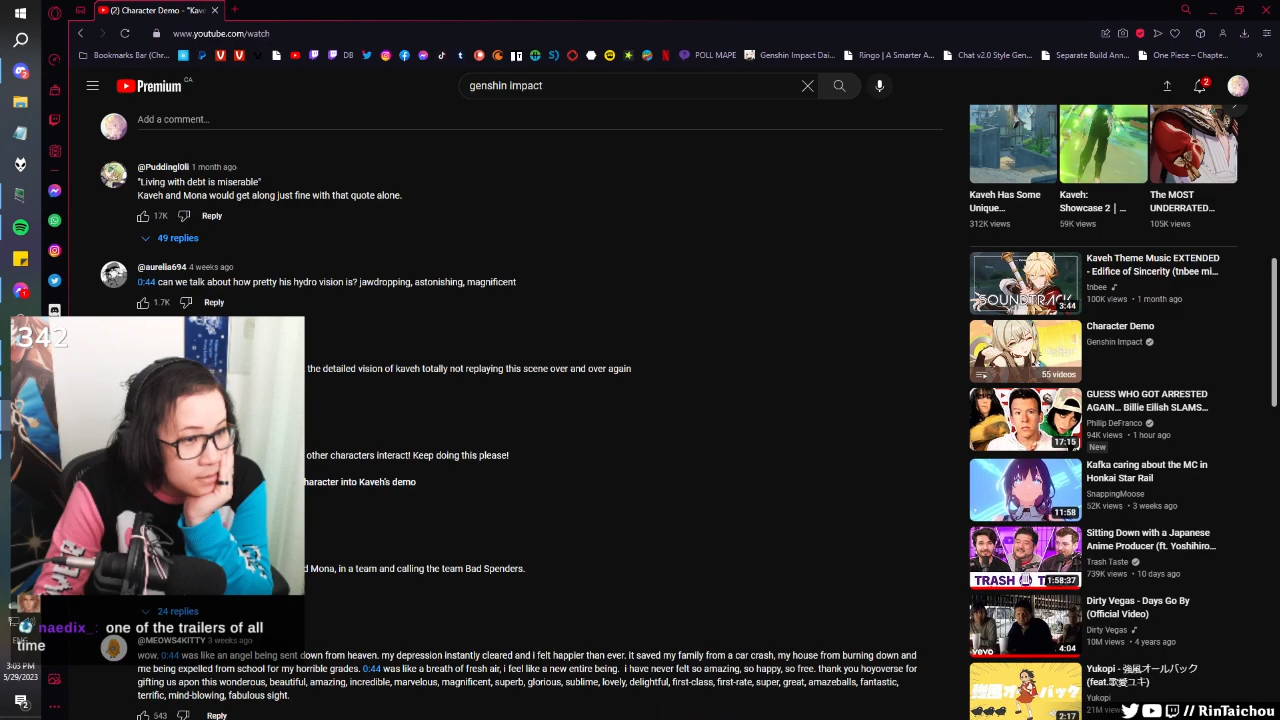 (2) Character Demo - "Kave
www.youtube.com/watch
Bookmarks Bar (Chr...
DB
POLL MAPE
Genshin Impact Dai...
Ringo | A Smarter A...
Chat v2.0 Style Gen...
Separate Build Ann...
One Piece – Chapte...
Premium CA
genshin impact
2
Add a comment...
@Puddingl0li 1 month ago
"Living with debt is miserable"
Kaveh and Mona would get along just fine with that quote alone.
17K
Reply
49 replies
@aurelia694 4 weeks ago
0:44 can we talk about how pretty his hydro vision is? jawdropping, astonishing, magnificent
1.7K
Reply
342
the detailed vision of kaveh totally not replaying this scene over and over again
other characters interact! Keep doing this please!
haracter into Kaveh's demo
d Mona, in a team and calling the team Bad Spenders.
24 replies
naedix_: one of the trailers of all
time
@MEOWS4KITTY 3 weeks ago
wow. 0:44 was like an angel being sent down from heaven. my depression instantly cleared and i felt happier than ever. it saved my family from a car crash, my house from burning down and
me being expelled from school for my horrible grades. 0:44 was like a breath of fresh air, i feel like a new entire being. i have never felt so amazing, so happy, so free. thank you hoyoverse for
gifting us apon this wonderous, beautiful, amazing, incredible, marvelous, magnificent, superb, glorious, sublime, lovely, delightful, first-class, first-rate, super, great, amazeballs, fantastic,
terrific, mind-blowing, fabulous sight.
543
Reply
ENG
3:03 PM
5/29/2023
Kaveh Has Some
Unique...
312K views
Kaveh:
Showcase 2 | ...
59K views
The MOST
UNDERRATED...
105K views
SOUNDTRACK
3:44
Kaveh Theme Music EXTENDED
- Edifice of Sincerity (tnbee mi...
tnbee
100K views • 1 month ago
55 videos
Character Demo
Genshin Impact
17:15
GUESS WHO GOT ARRESTED
AGAIN... Billie Eilish SLAMS...
Philip DeFranco
94K views • 1 hour ago
New
11:58
Kafka caring about the MC in
Honkai Star Rail
SnappingMoose
52K views • 3 weeks ago
TRASH T
1:58:37
Sitting Down with a Japanese
Anime Producer (ft. Yoshihiro...
Trash Taste
739K views • 10 days ago
vevo
4:04
Dirty Vegas - Days Go By
(Official Video)
Dirty Vegas
10M views • 4 years ago
強風オールバック
2:17
Yukopi - 強風オールバック
(feat.歌愛ユキ)
Yukopi
21M view
// RinTaichou